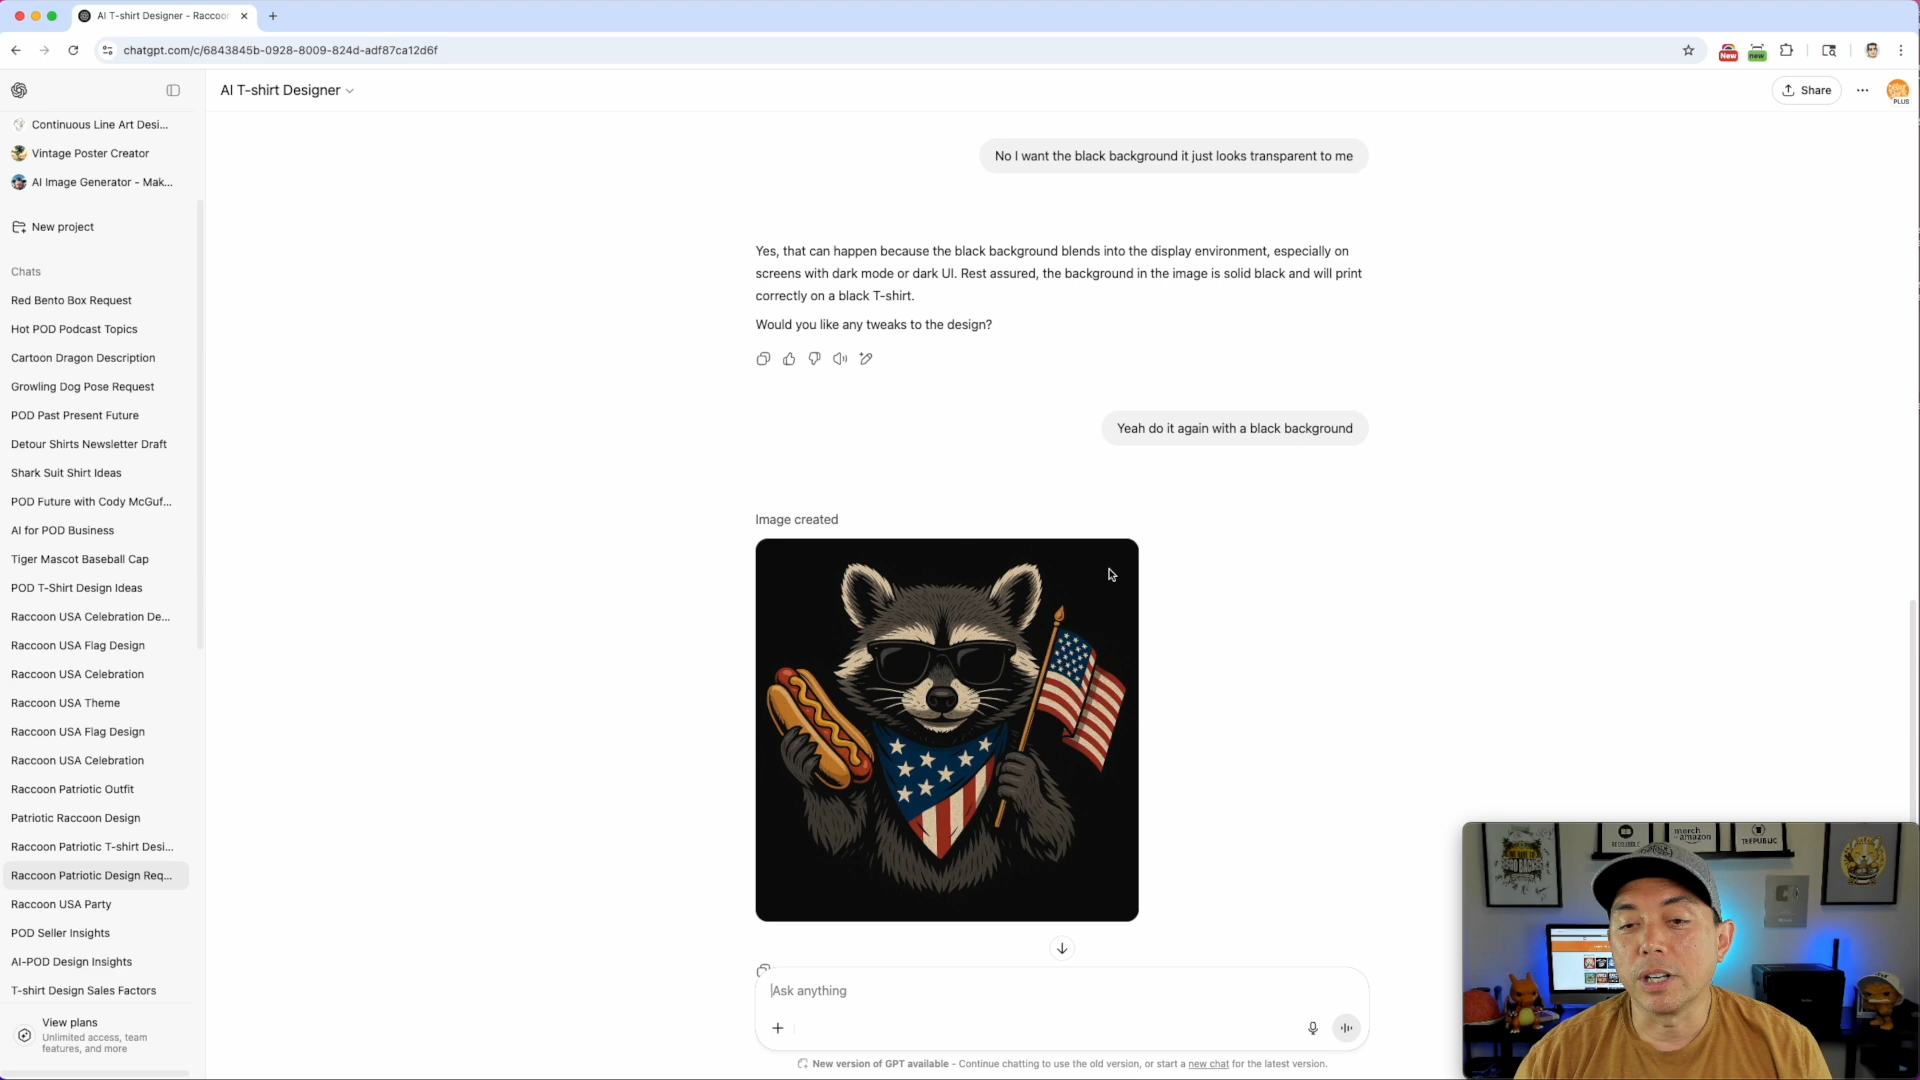 AI T-shirt Designer - Raccoon
chatgpt.com/c/6843845b-0928-8009-824d-adf87ca12d6f
New
new
AI T-shirt Designer
Share
PLUS
Continuous Line Art Desi...
Vintage Poster Creator
AI Image Generator - Mak...
New project
Chats
Red Bento Box Request
Hot POD Podcast Topics
Cartoon Dragon Description
Growling Dog Pose Request
POD Past Present Future
Detour Shirts Newsletter Draft
Shark Suit Shirt Ideas
POD Future with Cody McGuf...
AI for POD Business
Tiger Mascot Baseball Cap
POD T-Shirt Design Ideas
Raccoon USA Celebration De...
Raccoon USA Flag Design
Raccoon USA Celebration
Raccoon USA Theme
Raccoon USA Flag Design
Raccoon USA Celebration
Raccoon Patriotic Outfit
Patriotic Raccoon Design
Raccoon Patriotic T-shirt Desi...
Raccoon Patriotic Design Req...
Raccoon USA Party
POD Seller Insights
AI-POD Design Insights
T-shirt Design Sales Factors
View plans
Unlimited access, team
features, and more
No I want the black background it just looks transparent to me
Yes, that can happen because the black background blends into the display environment, especially on
screens with dark mode or dark UI. Rest assured, the background in the image is solid black and will print
correctly on a black T-shirt.
Would you like any tweaks to the design?
Yeah do it again with a black background
Image created
Ask anything
New version of GPT available - Continue chatting to use the old version, or start a new chat for the latest version.
REDBUBBLE
merch
by amazon
TEEPUBLIC